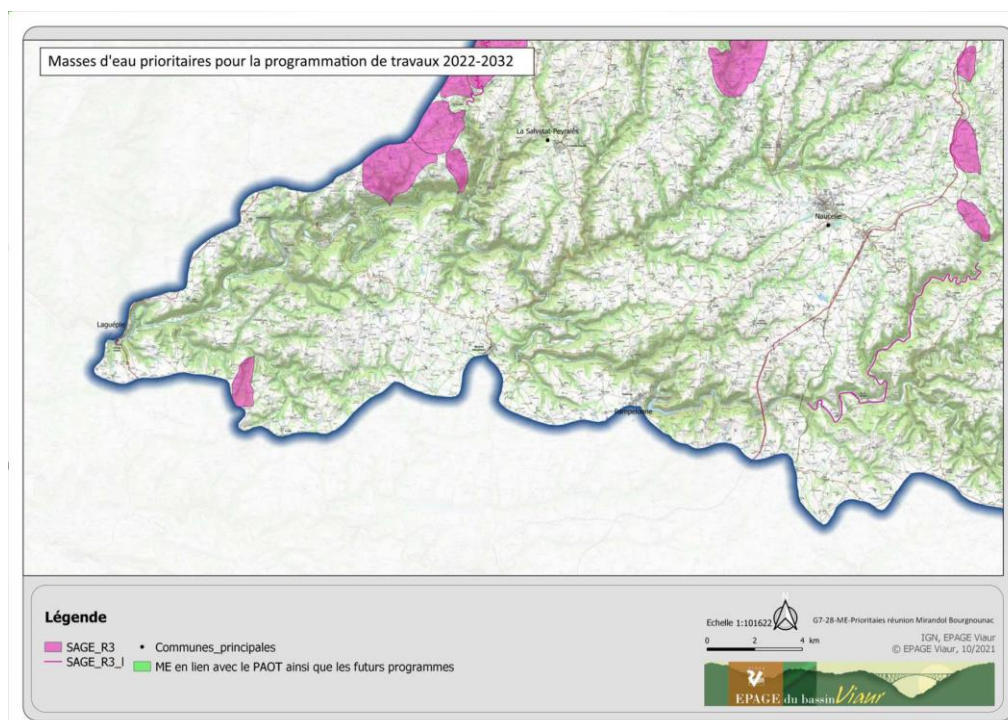 Masses d'eau prioritaires pour la programmation de travaux 2022-2032
La Salvetat-Peyralès
Naucelle
Laguépie
Pampelonne
Légende
SAGE_R3
SAGE_R3_l
Communes_principales
ME en lien avec le PAOT ainsi que les futurs programmes
Echelle 1:101622
N
G7-28-ME-Prioritaies réunion Mirandol Bourgnounac
0 2 4 km
IGN, EPAGE Viaur
© EPAGE Viaur, 10/2021
EPAGE du bassin Viaur